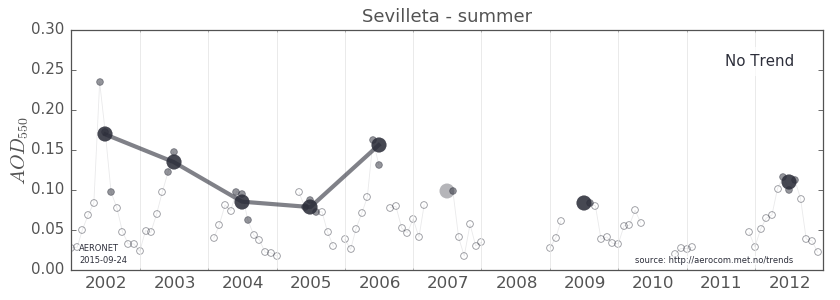 Sevilleta - summer
No Trend
0.30
0.25
0.20
0.15
0.10
0.05
0.00
AOD550
AERONET
2015-09-24
source: http://aerocom.met.no/trends
2002 2003 2004 2005 2006 2007 2008 2009 2010 2011 2012